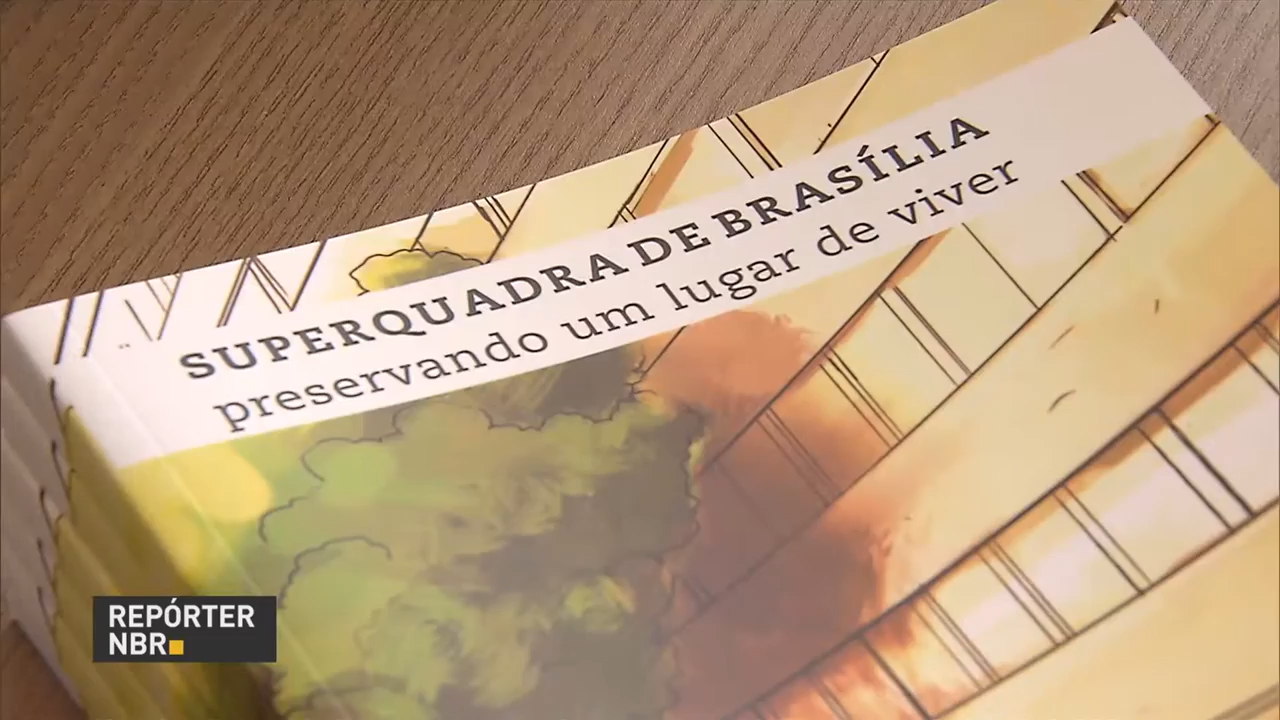 SUPERQUADRA DE BRASÍLIA
preservando um lugar de viver
REPÓRTER
NBR